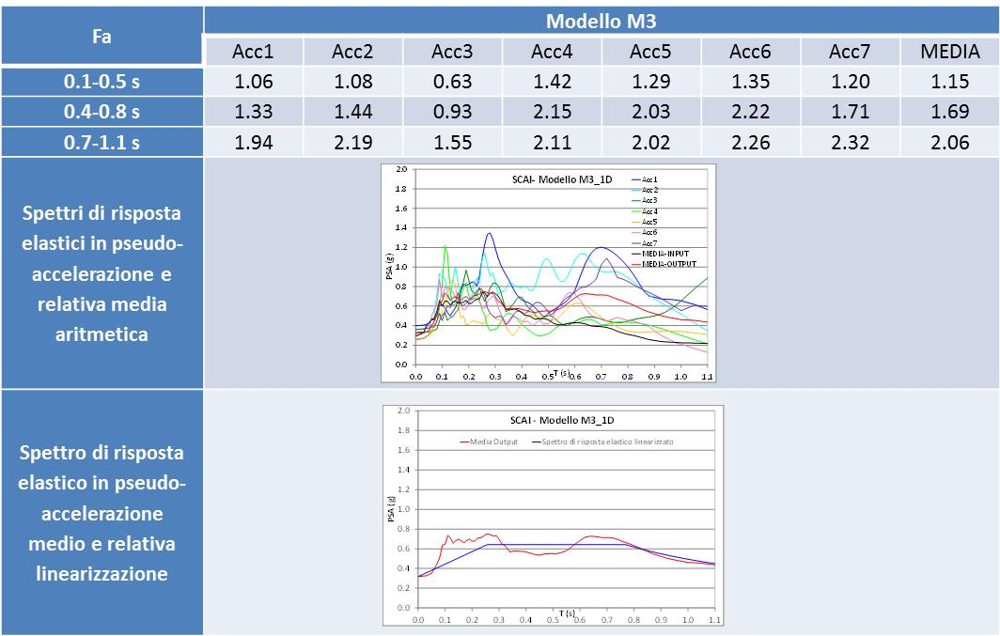 Fa
Modello M3
Acc1 Acc2 Acc3 Acc4 Acc5 Acc6 Acc7 MEDIA
0.1-0.5 s 1.06 1.08 0.63 1.42 1.29 1.35 1.20 1.15
0.4-0.8 s 1.33 1.44 0.93 2.15 2.03 2.22 1.71 1.69
0.7-1.1 s 1.94 2.19 1.55 2.11 2.02 2.26 2.32 2.06
Spettri di risposta
elastici in pseudo-
accelerazione e
relativa media
aritmetica
SCAI- Modello M3_1D
Acc1
Acc2
Acc3
Acc4
Acc5
Acc6
Acc7
MEDIA-INPUT
MEDIA-OUTPUT
PSA (g)
2.0
1.8
1.6
1.4
1.2
1.0
0.8
0.6
0.4
0.2
0.0
0.0 0.1 0.2 0.3 0.4 0.5 0.6 0.7 0.8 0.9 1.0 1.1
T (s)
Spettro di risposta
elastico in pseudo-
accelerazione
medio e relativa
linearizzazione
SCAI - Modello M3_1D
Media Output Spettro di risposta elastico linearizzato
PSA (g)
2.0
1.8
1.6
1.4
1.2
1.0
0.8
0.6
0.4
0.2
0.0
0.0 0.1 0.2 0.3 0.4 0.5 0.6 0.7 0.8 0.9 1.0 1.1
T (s)